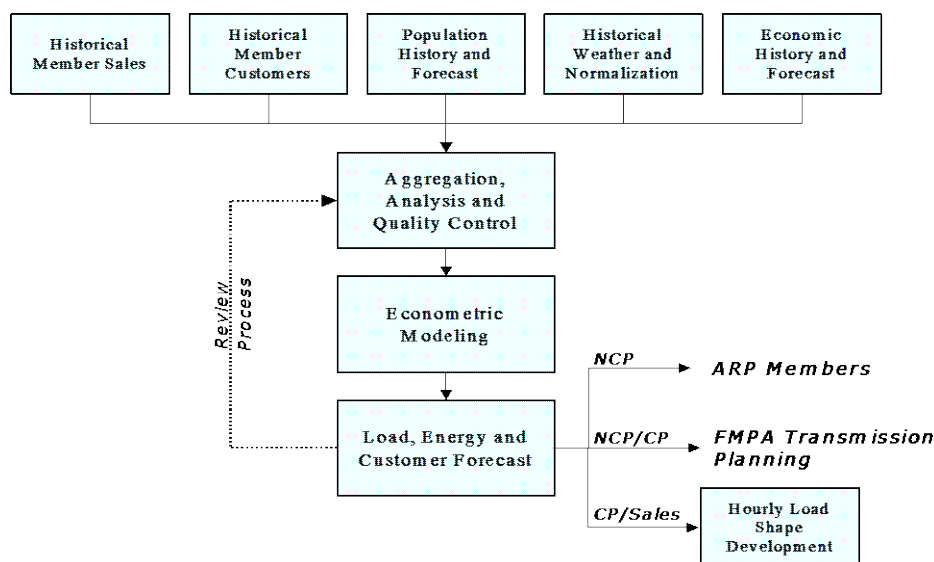 Historical
Member Sales
Historical
Member
Customers
Population
History and
Forecast
Historical
Weather and
Normalization
Economic
History and
Forecast
Aggregation,
Analysis and
Quality Control
Review
Process
Econometric
Modeling
Load, Energy and
Customer Forecast
NCP
ARP Members
NCP/CP
FMPA Transmission
Planning
CP/Sales
Hourly Load
Shape
Development